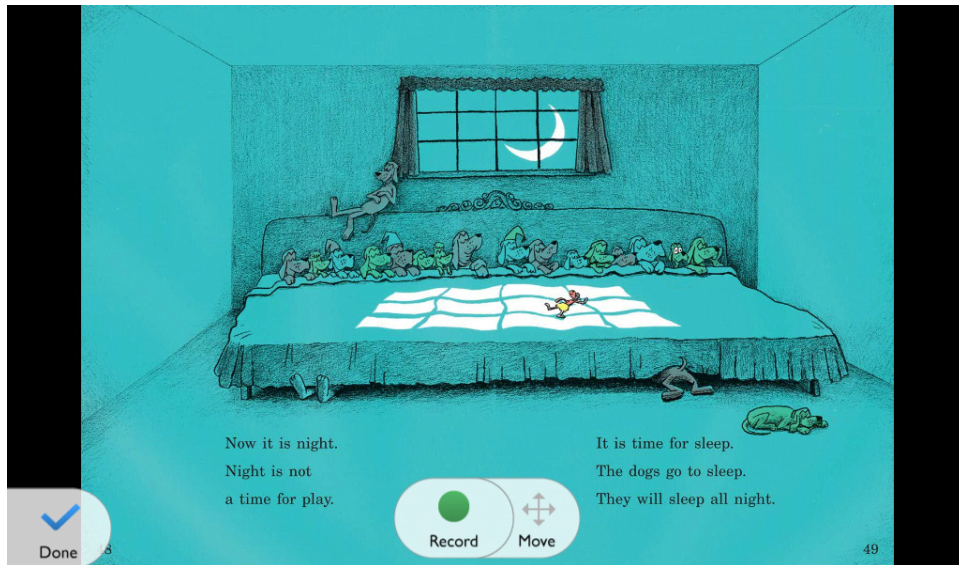 Now it is night.
Night is not
a time for play.
It is time for sleep.
The dogs go to sleep.
They will sleep all night.
Done
8
Record
Move
49